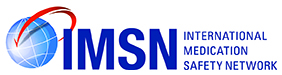 IMSN
INTERNATIONAL
MEDICATION
SAFETY NETWORK